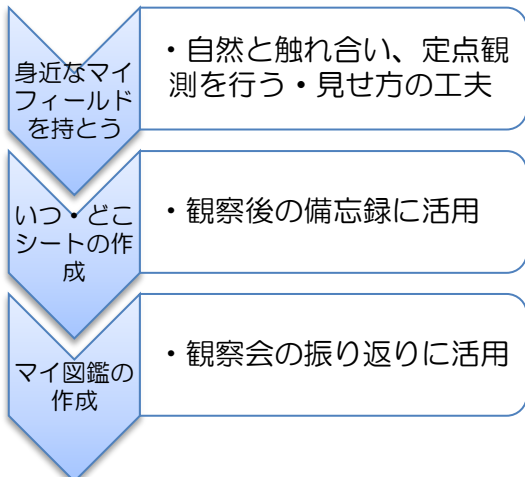 身近なマイ
フィールド
を持とう
・自然と触れ合い、定点観
測を行う・見せ方の工夫
いつ・どこ
シートの作
成
・観察後の備忘録に活用
マイ図鑑の
作成
・観察会の振り返りに活用